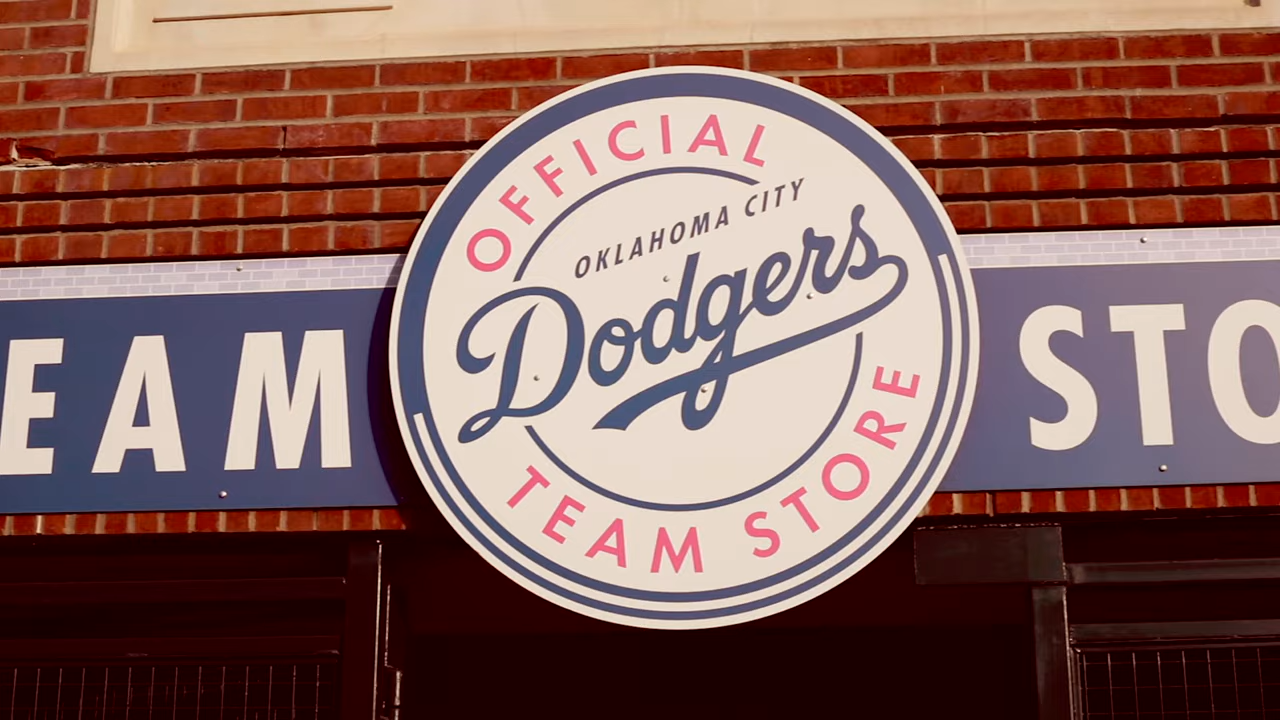 OFFICIAL
OKLAHOMA CITY
Dodgers
TEAM STORE
EAM
STO